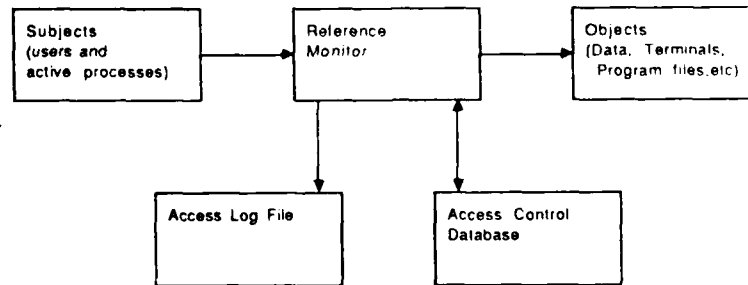 Subjects
(users and
active processes)
Reference
Monitor
Objects
(Data, Terminals,
Program files,etc)
Access Log File
Access Control
Database